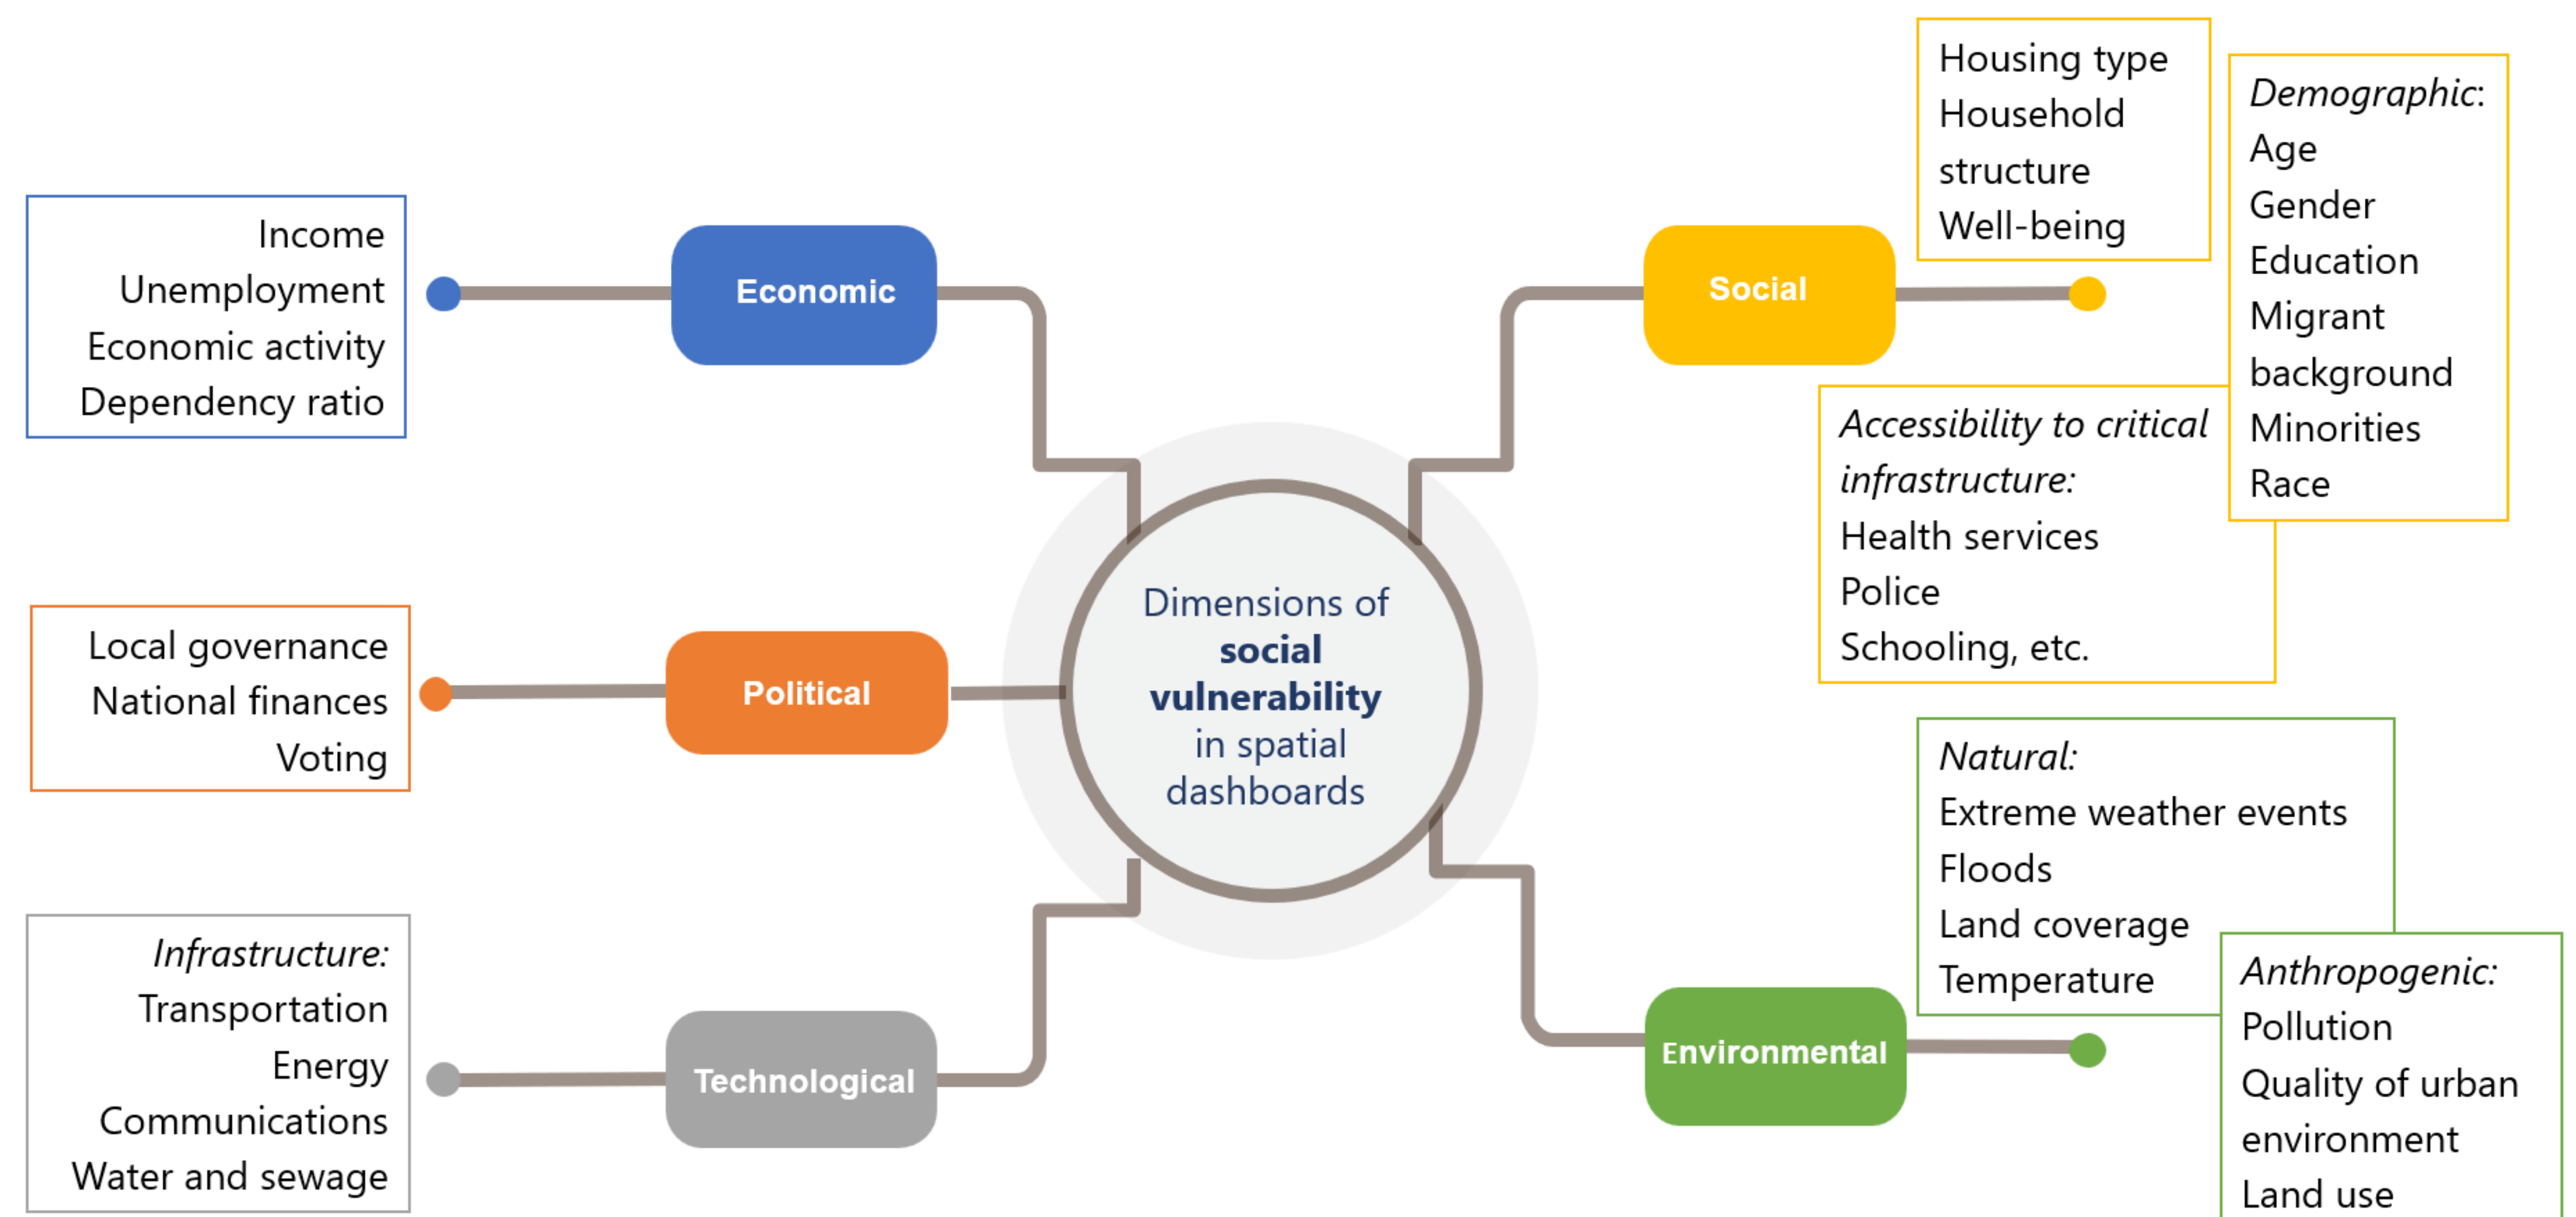 Income
Unemployment
Economic activity
Dependency ratio
Economic
Local governance
National finances
Voting
Political
Infrastructure:
Transportation
Energy
Communications
Water and sewage
Technological
Dimensions of
social
vulnerability
in spatial
dashboards
Social
Housing type
Household
structure
Well-being
Demographic:
Age
Gender
Education
Migrant
background
Minorities
Race
Accessibility to critical
infrastructure:
Health services
Police
Schooling, etc.
Environmental
Natural:
Extreme weather events
Floods
Land coverage
Temperature
Anthropogenic:
Pollution
Quality of urban
environment
Land use